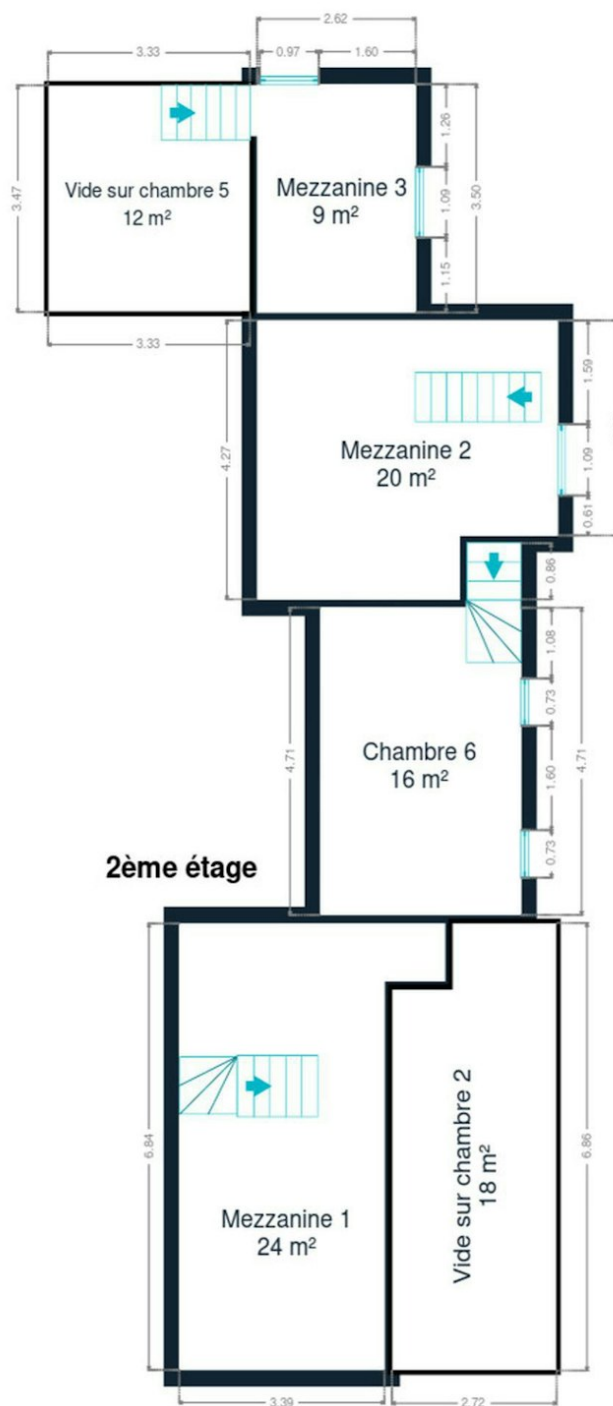 2.62
3.33
0.97
1.60
3.47
Vide sur chambre 5
12 m²
Mezzanine 3
9 m²
1.26
1.09
1.15
3.50
3.33
4.27
Mezzanine 2
20 m²
1.59
1.09
0.61
0.86
4.71
Chambre 6
16 m²
1.08
0.73
1.60
0.73
4.71
2ème étage
6.84
Mezzanine 1
24 m²
Vide sur chambre 2
18 m²
6.86
3.39
2.72